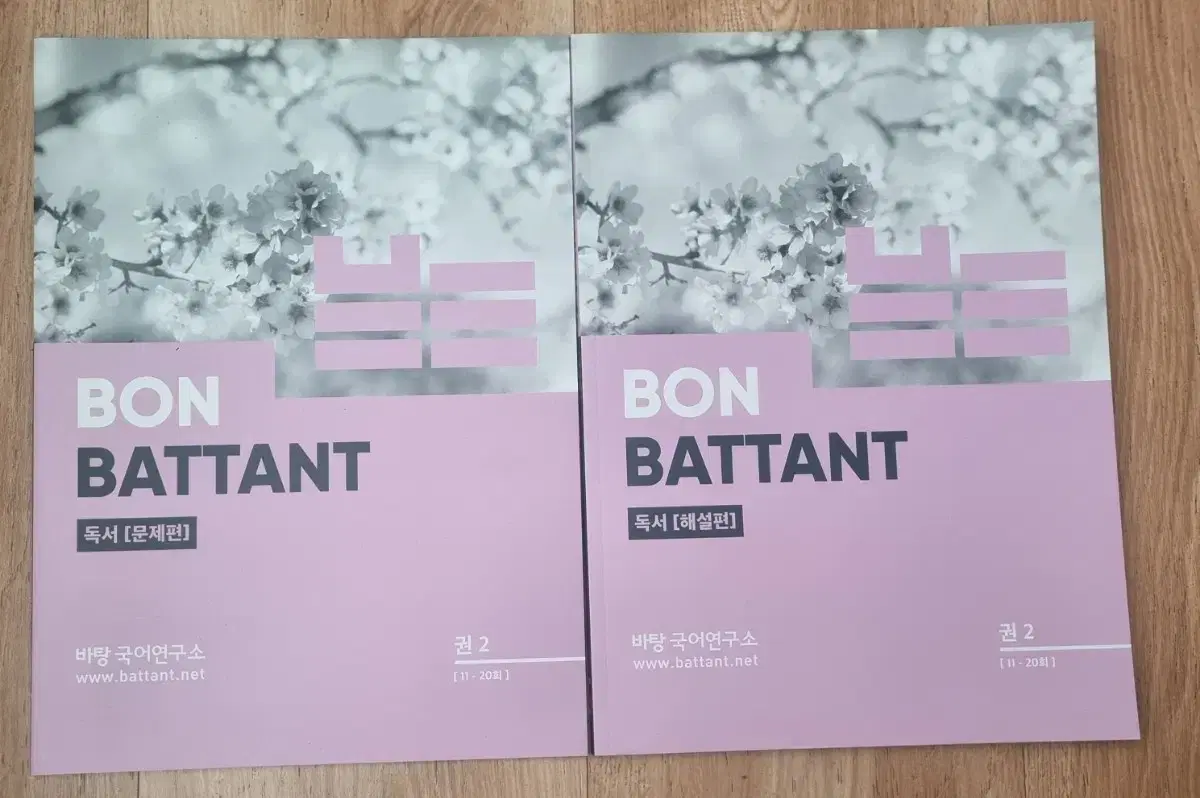 BON
BATTANT
독서 [문제편]
바탕 국어연구소
www.battant.net
권 2
[ 11 - 20회 ]
BON
BATTANT
독서 [해설편]
바탕 국어연구소
www.battant.net
권 2
[ 11 - 20회 ]